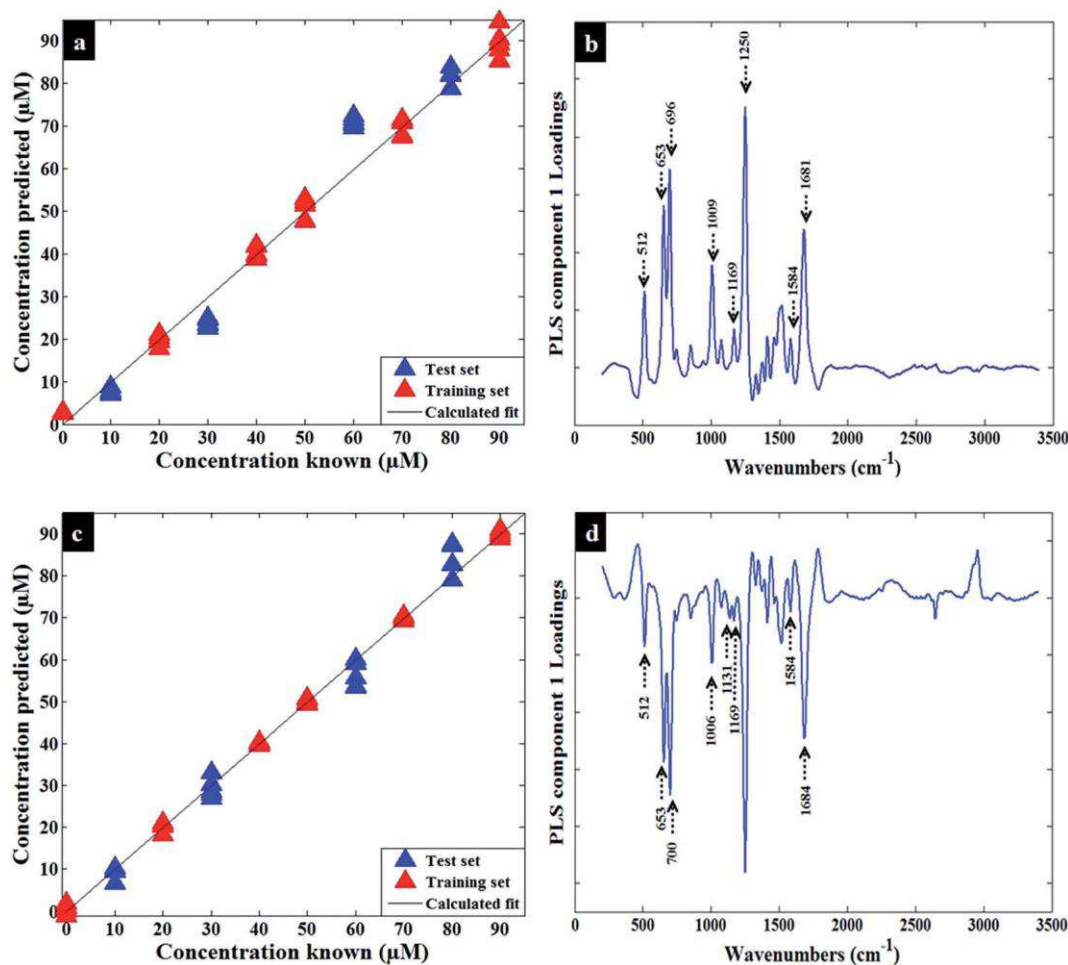 a
Concentration predicted (µM)
90
80
70
60
50
40
30
20
10
0
0 10 20 30 40 50 60 70 80 90
Concentration known (µM)
Test set
Training set
Calculated fit
b
PLS component 1 Loadings
512
653
696
1009
1169
1250
1584
1681
0 500 1000 1500 2000 2500 3000 3500
Wavenumbers (cm-1)
c
Concentration predicted (µM)
90
80
70
60
50
40
30
20
10
0
0 10 20 30 40 50 60 70 80 90
Concentration known (µM)
Test set
Training set
Calculated fit
d
PLS component 1 Loadings
512
653
700
1006
1131
1169
1584
1684
0 500 1000 1500 2000 2500 3000 3500
Wavenumbers (cm-1)